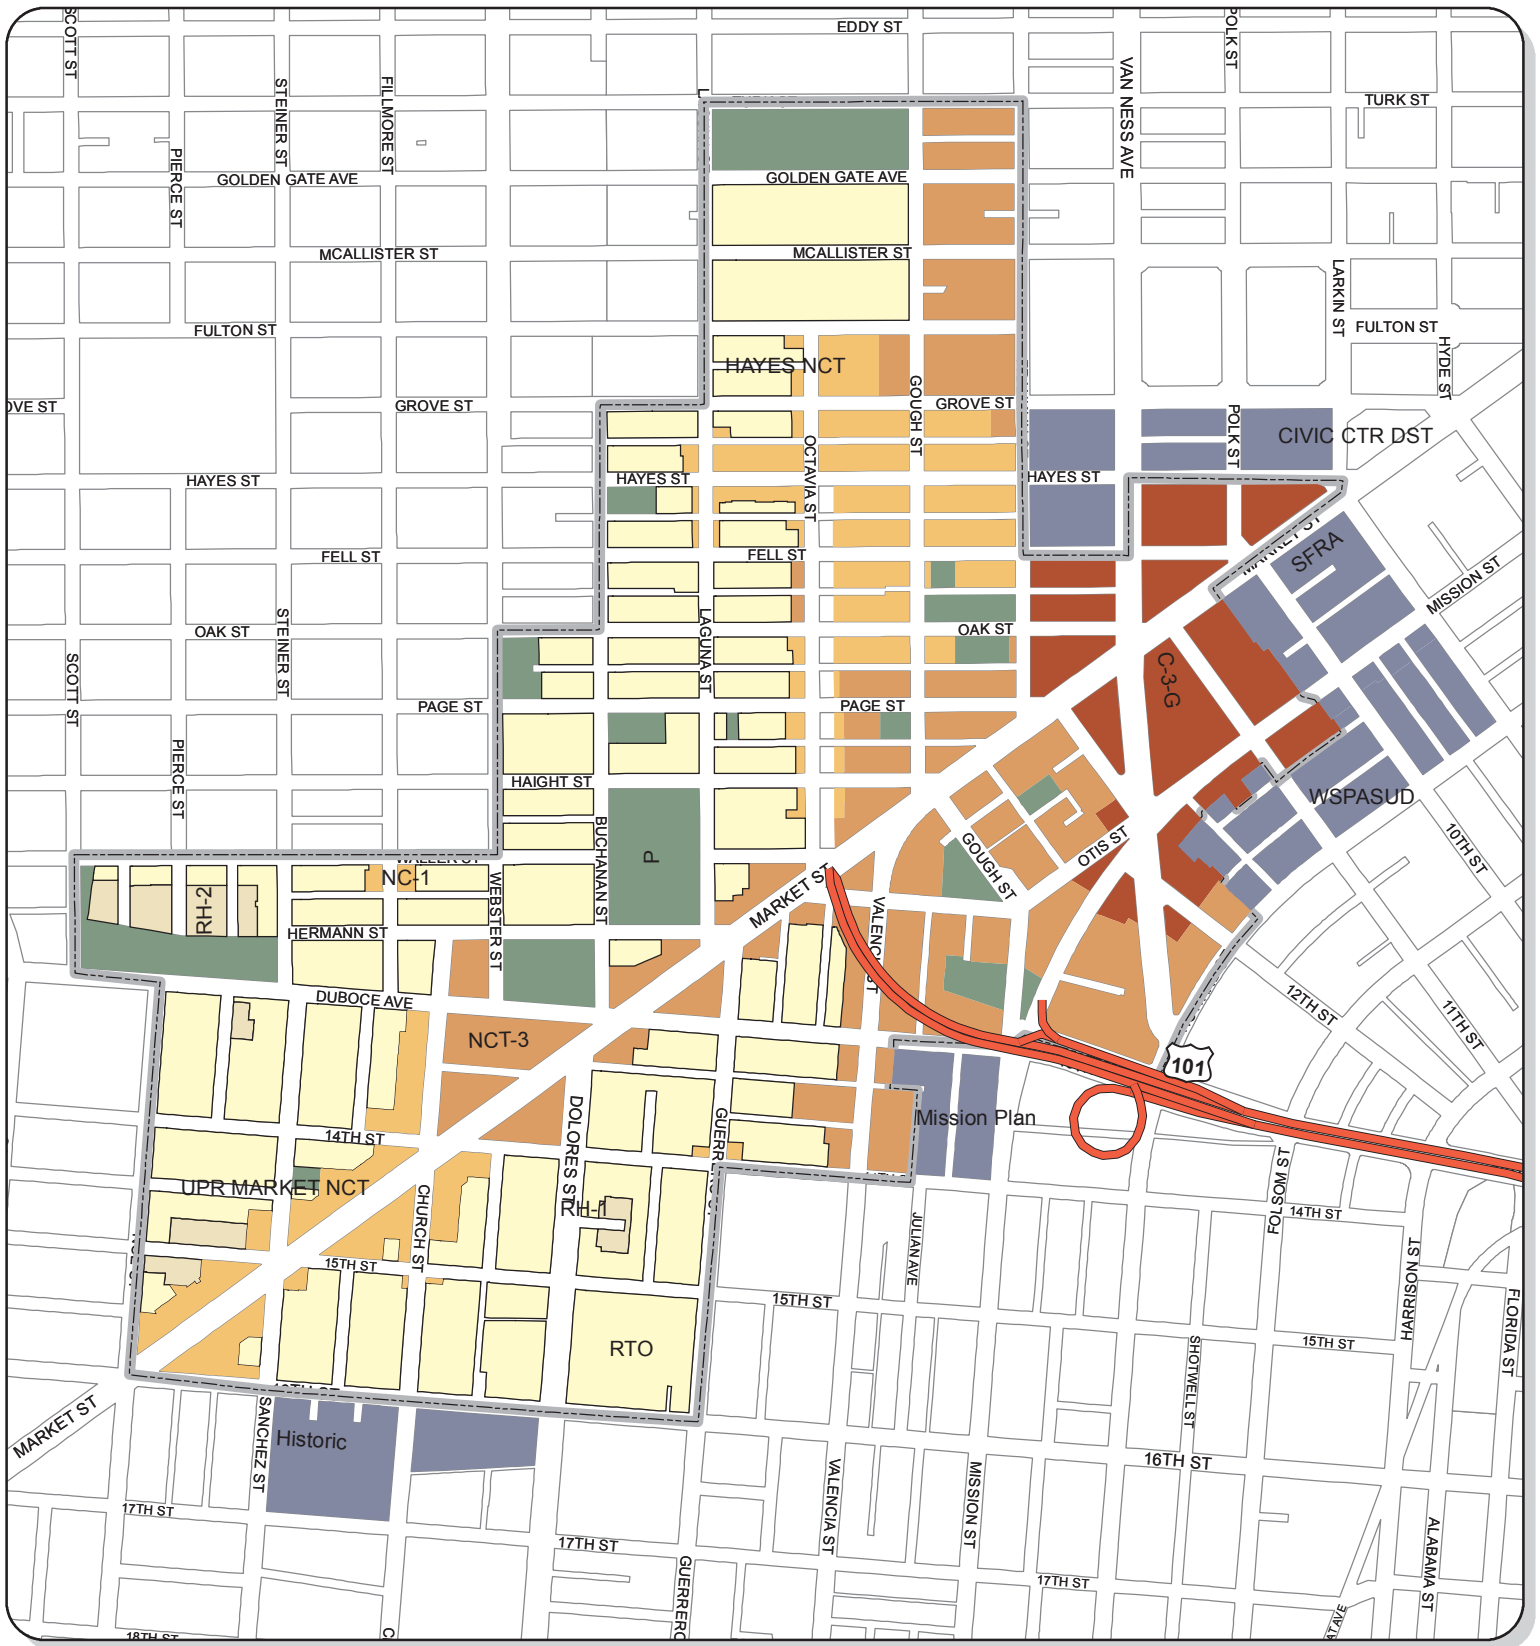 EDDY ST
SCOTT ST
POLK ST
VAN NESS AVE
STEINER ST
FILLMORE ST
TURK ST
PIERCE ST
GOLDEN GATE AVE
GOLDEN GATE AVE
MCALLISTER ST
MCALLISTER ST
LARKIN ST
FULTON ST
FULTON ST
HYDE ST
HAYES NCT
GOUGH ST
GROVE ST
GROVE ST
POLK ST
CIVIC CTR DST
OCTAVIA ST
HAYES ST
HAYES ST
HAYES ST
MARKET ST
SFRA
FELL ST
FELL ST
MISSION ST
STEINER ST
LAGUNA ST
OAK ST
OAK ST
SCOTT ST
C-3-G
PAGE ST
PAGE ST
PIERCE ST
HAIGHT ST
WSPASUD
BUCHANAN ST
P
GOUGH ST
OTIS ST
10TH ST
WALLER ST
NC-1
RH-2
WEBSTER ST
MARKET ST
VALENCIA ST
HERMANN ST
DUBOCE AVE
12TH ST
11TH ST
NCT-3
101
Mission Plan
DOLORES ST
14TH ST
UPR MARKET NCT
CHURCH ST
RH-1
JULIAN AVE
FOLSOM ST
14TH ST
HARRISON ST
15TH ST
15TH ST
FLORIDA ST
SHOTWELL ST
15TH ST
RTO
MARKET ST
SANCHEZ ST
Historic
16TH ST
VALENCIA ST
MISSION ST
17TH ST
17TH ST
GUERRERO
17TH ST
ALABAMA ST
18TH ST